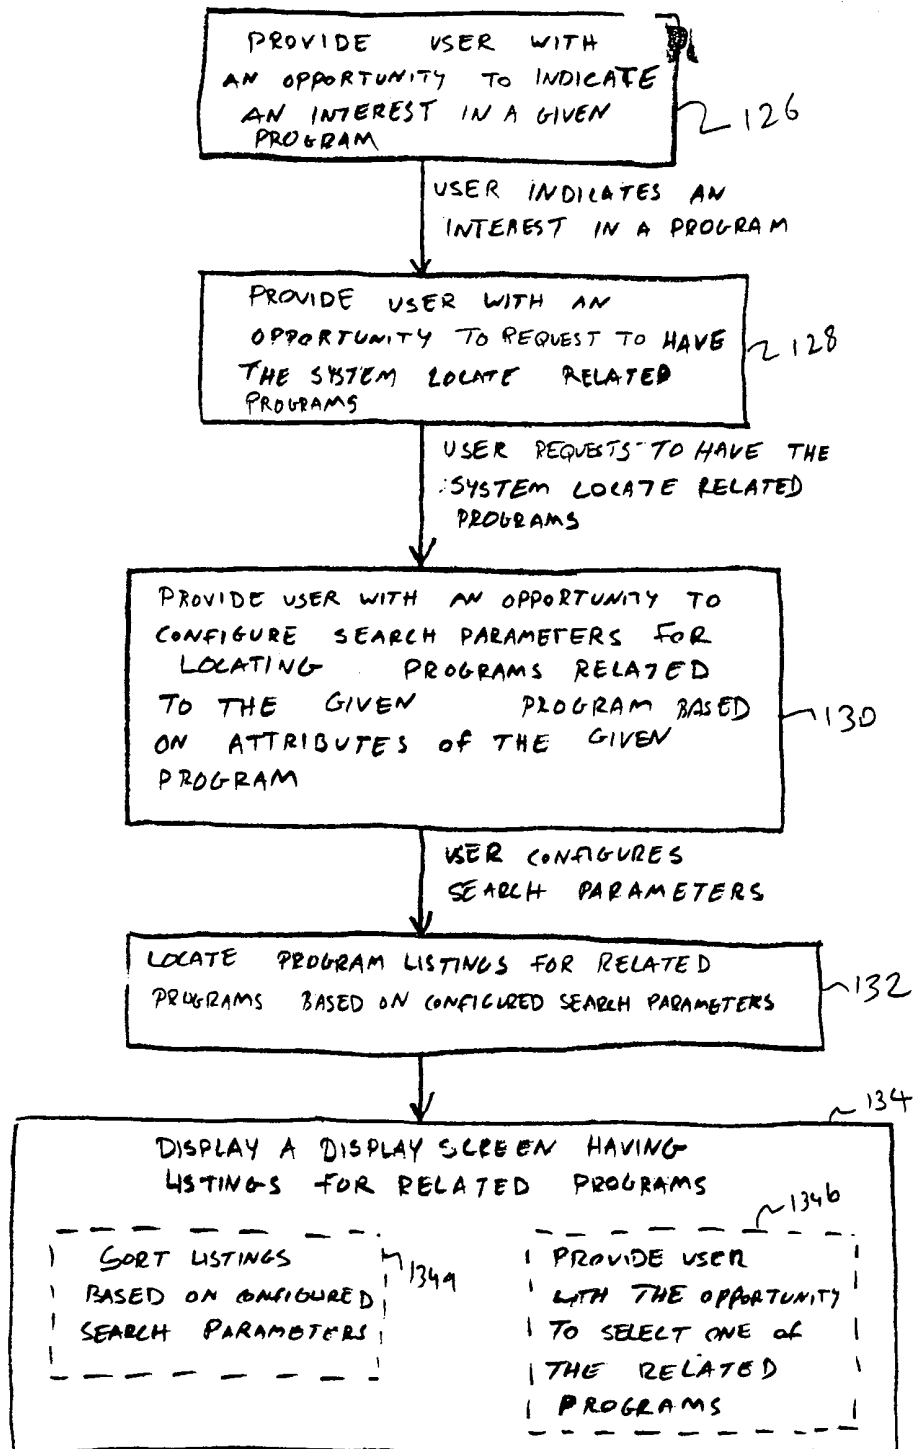 PROVIDE USER WITH
AN OPPORTUNITY TO INDICATE
AN INTEREST IN A GIVEN
PROGRAM
126
USER INDICATES AN
INTEREST IN A PROGRAM
PROVIDE USER WITH AN
OPPORTUNITY TO REQUEST TO HAVE
THE SYSTEM LOCATE RELATED
PROGRAMS
128
USER REQUESTS TO HAVE THE
SYSTEM LOCATE RELATED
PROGRAMS
PROVIDE USER WITH AN OPPORTUNITY TO
CONFIGURE SEARCH PARAMETERS FOR
LOCATING PROGRAMS RELATED
TO THE GIVEN PROGRAM BASED
ON ATTRIBUTES OF THE GIVEN
PROGRAM
130
USER CONFIGURES
SEARCH PARAMETERS
LOCATE PROGRAM LISTINGS FOR RELATED
PROGRAMS BASED ON CONFIGURED SEARCH PARAMETERS
132
134
DISPLAY A DISPLAY SCREEN HAVING
LISTINGS FOR RELATED PROGRAMS
SORT LISTINGS
BASED ON CONFIGURED
SEARCH PARAMETERS
134a
134b
PROVIDE USER
WITH THE OPPORTUNITY
TO SELECT ONE OF
THE RELATED
PROGRAMS